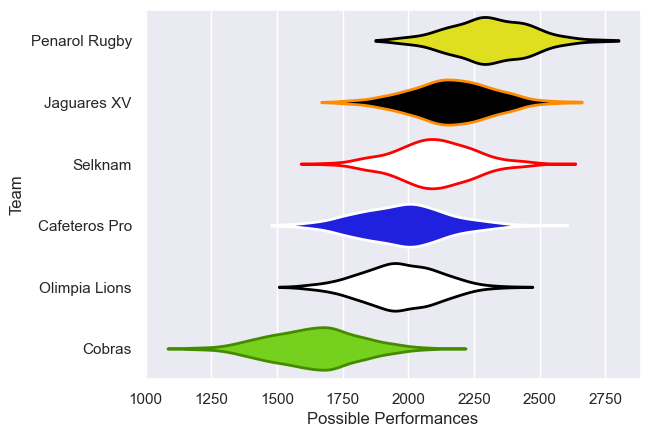 Penarol Rugby
Jaguares XV
Selknam
Cafeteros Pro
Olimpia Lions
Cobras
Team
1000 1250 1500 1750 2000 2250 2500 2750
Possible Performances